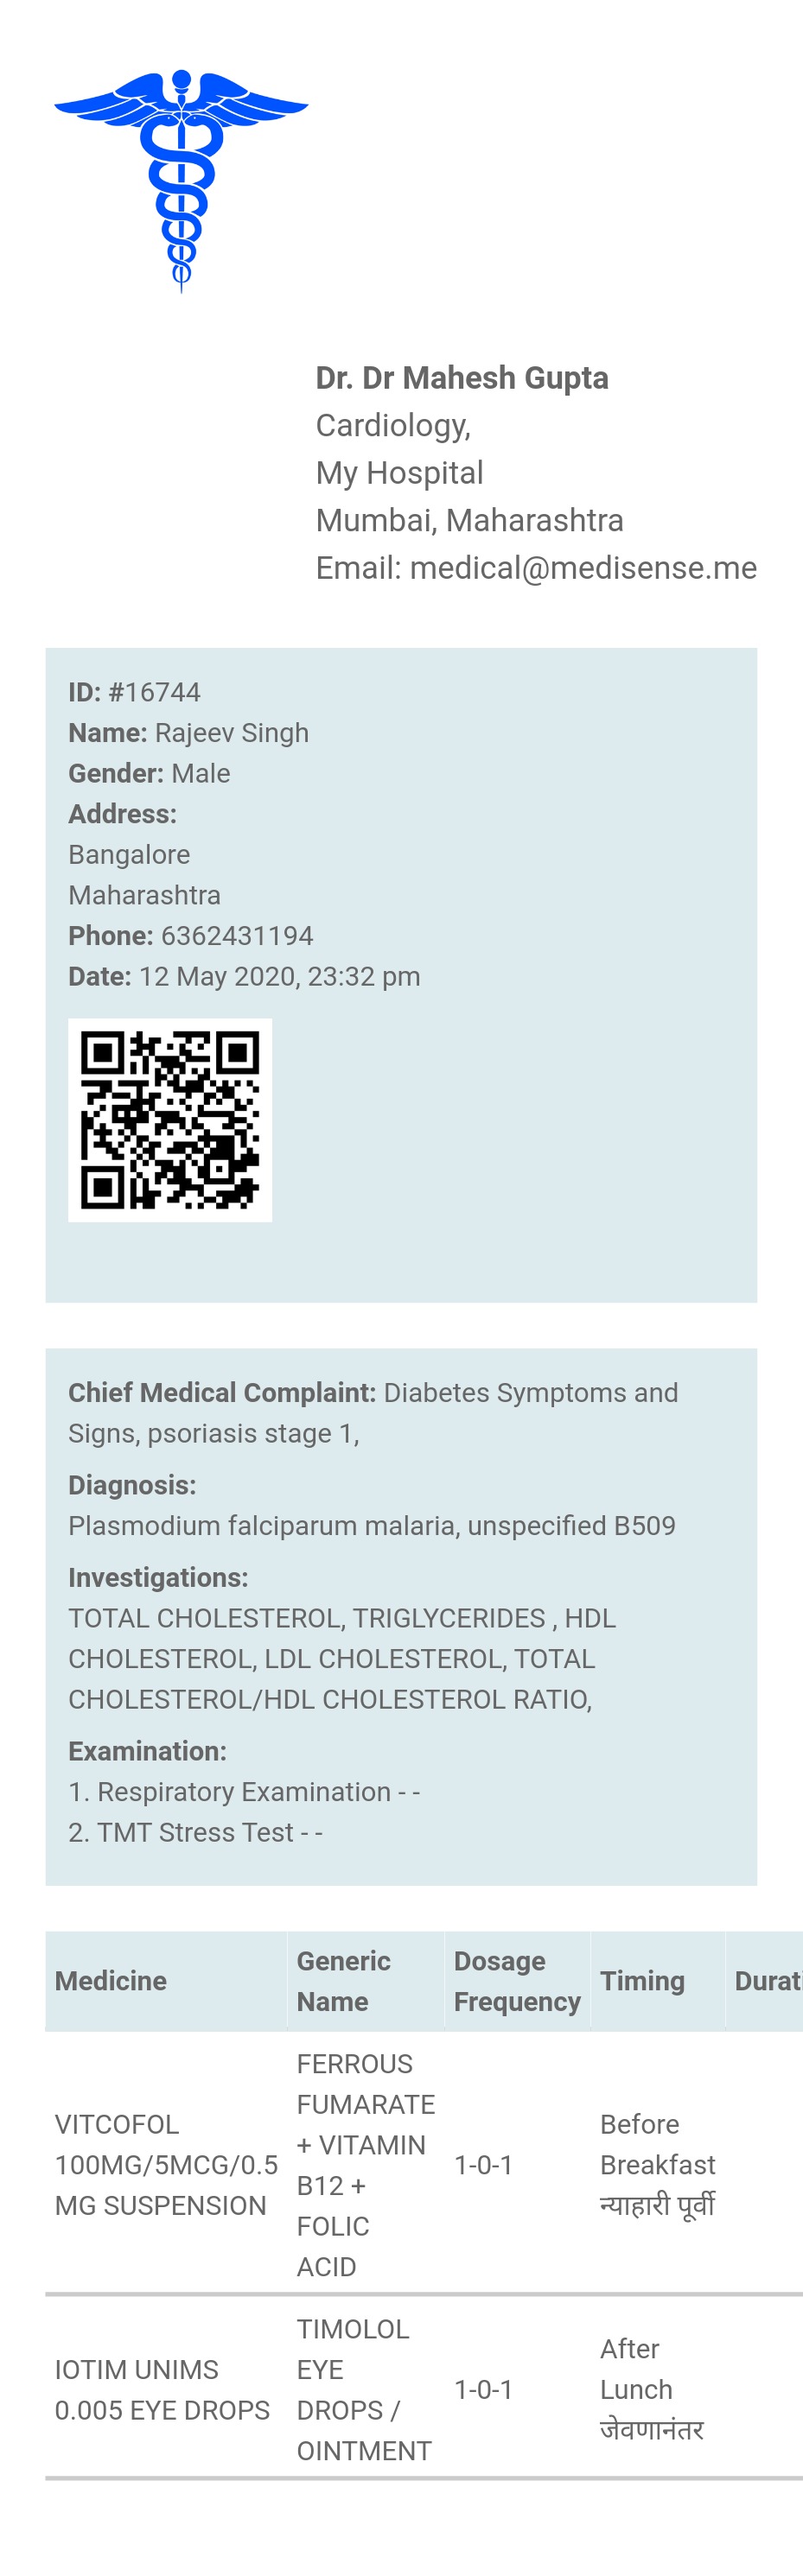 Dr. Dr Mahesh Gupta
Cardiology,
My Hospital
Mumbai, Maharashtra
Email: medical@medisense.me
ID: #16744
Name: Rajeev Singh
Gender: Male
Address:
Bangalore
Maharashtra
Phone: 6362431194
Date: 12 May 2020, 23:32 pm
Chief Medical Complaint: Diabetes Symptoms and
Signs, psoriasis stage 1,
Diagnosis:
Plasmodium falciparum malaria, unspecified B509
Investigations:
TOTAL CHOLESTEROL, TRIGLYCERIDES , HDL
CHOLESTEROL, LDL CHOLESTEROL, TOTAL
CHOLESTEROL/HDL CHOLESTEROL RATIO,
Examination:
1. Respiratory Examination - -
2. TMT Stress Test - -
Medicine
Generic
Name
Dosage
Frequency
Timing
Durati
VITCOFOL
100MG/5MCG/0.5
MG SUSPENSION
FERROUS
FUMARATE
+ VITAMIN
B12 +
FOLIC
ACID
1-0-1
Before
Breakfast
न्याहारी पूर्वी
IOTIM UNIMS
0.005 EYE DROPS
TIMOLOL
EYE
DROPS /
OINTMENT
1-0-1
After
Lunch
जेवणानंतर